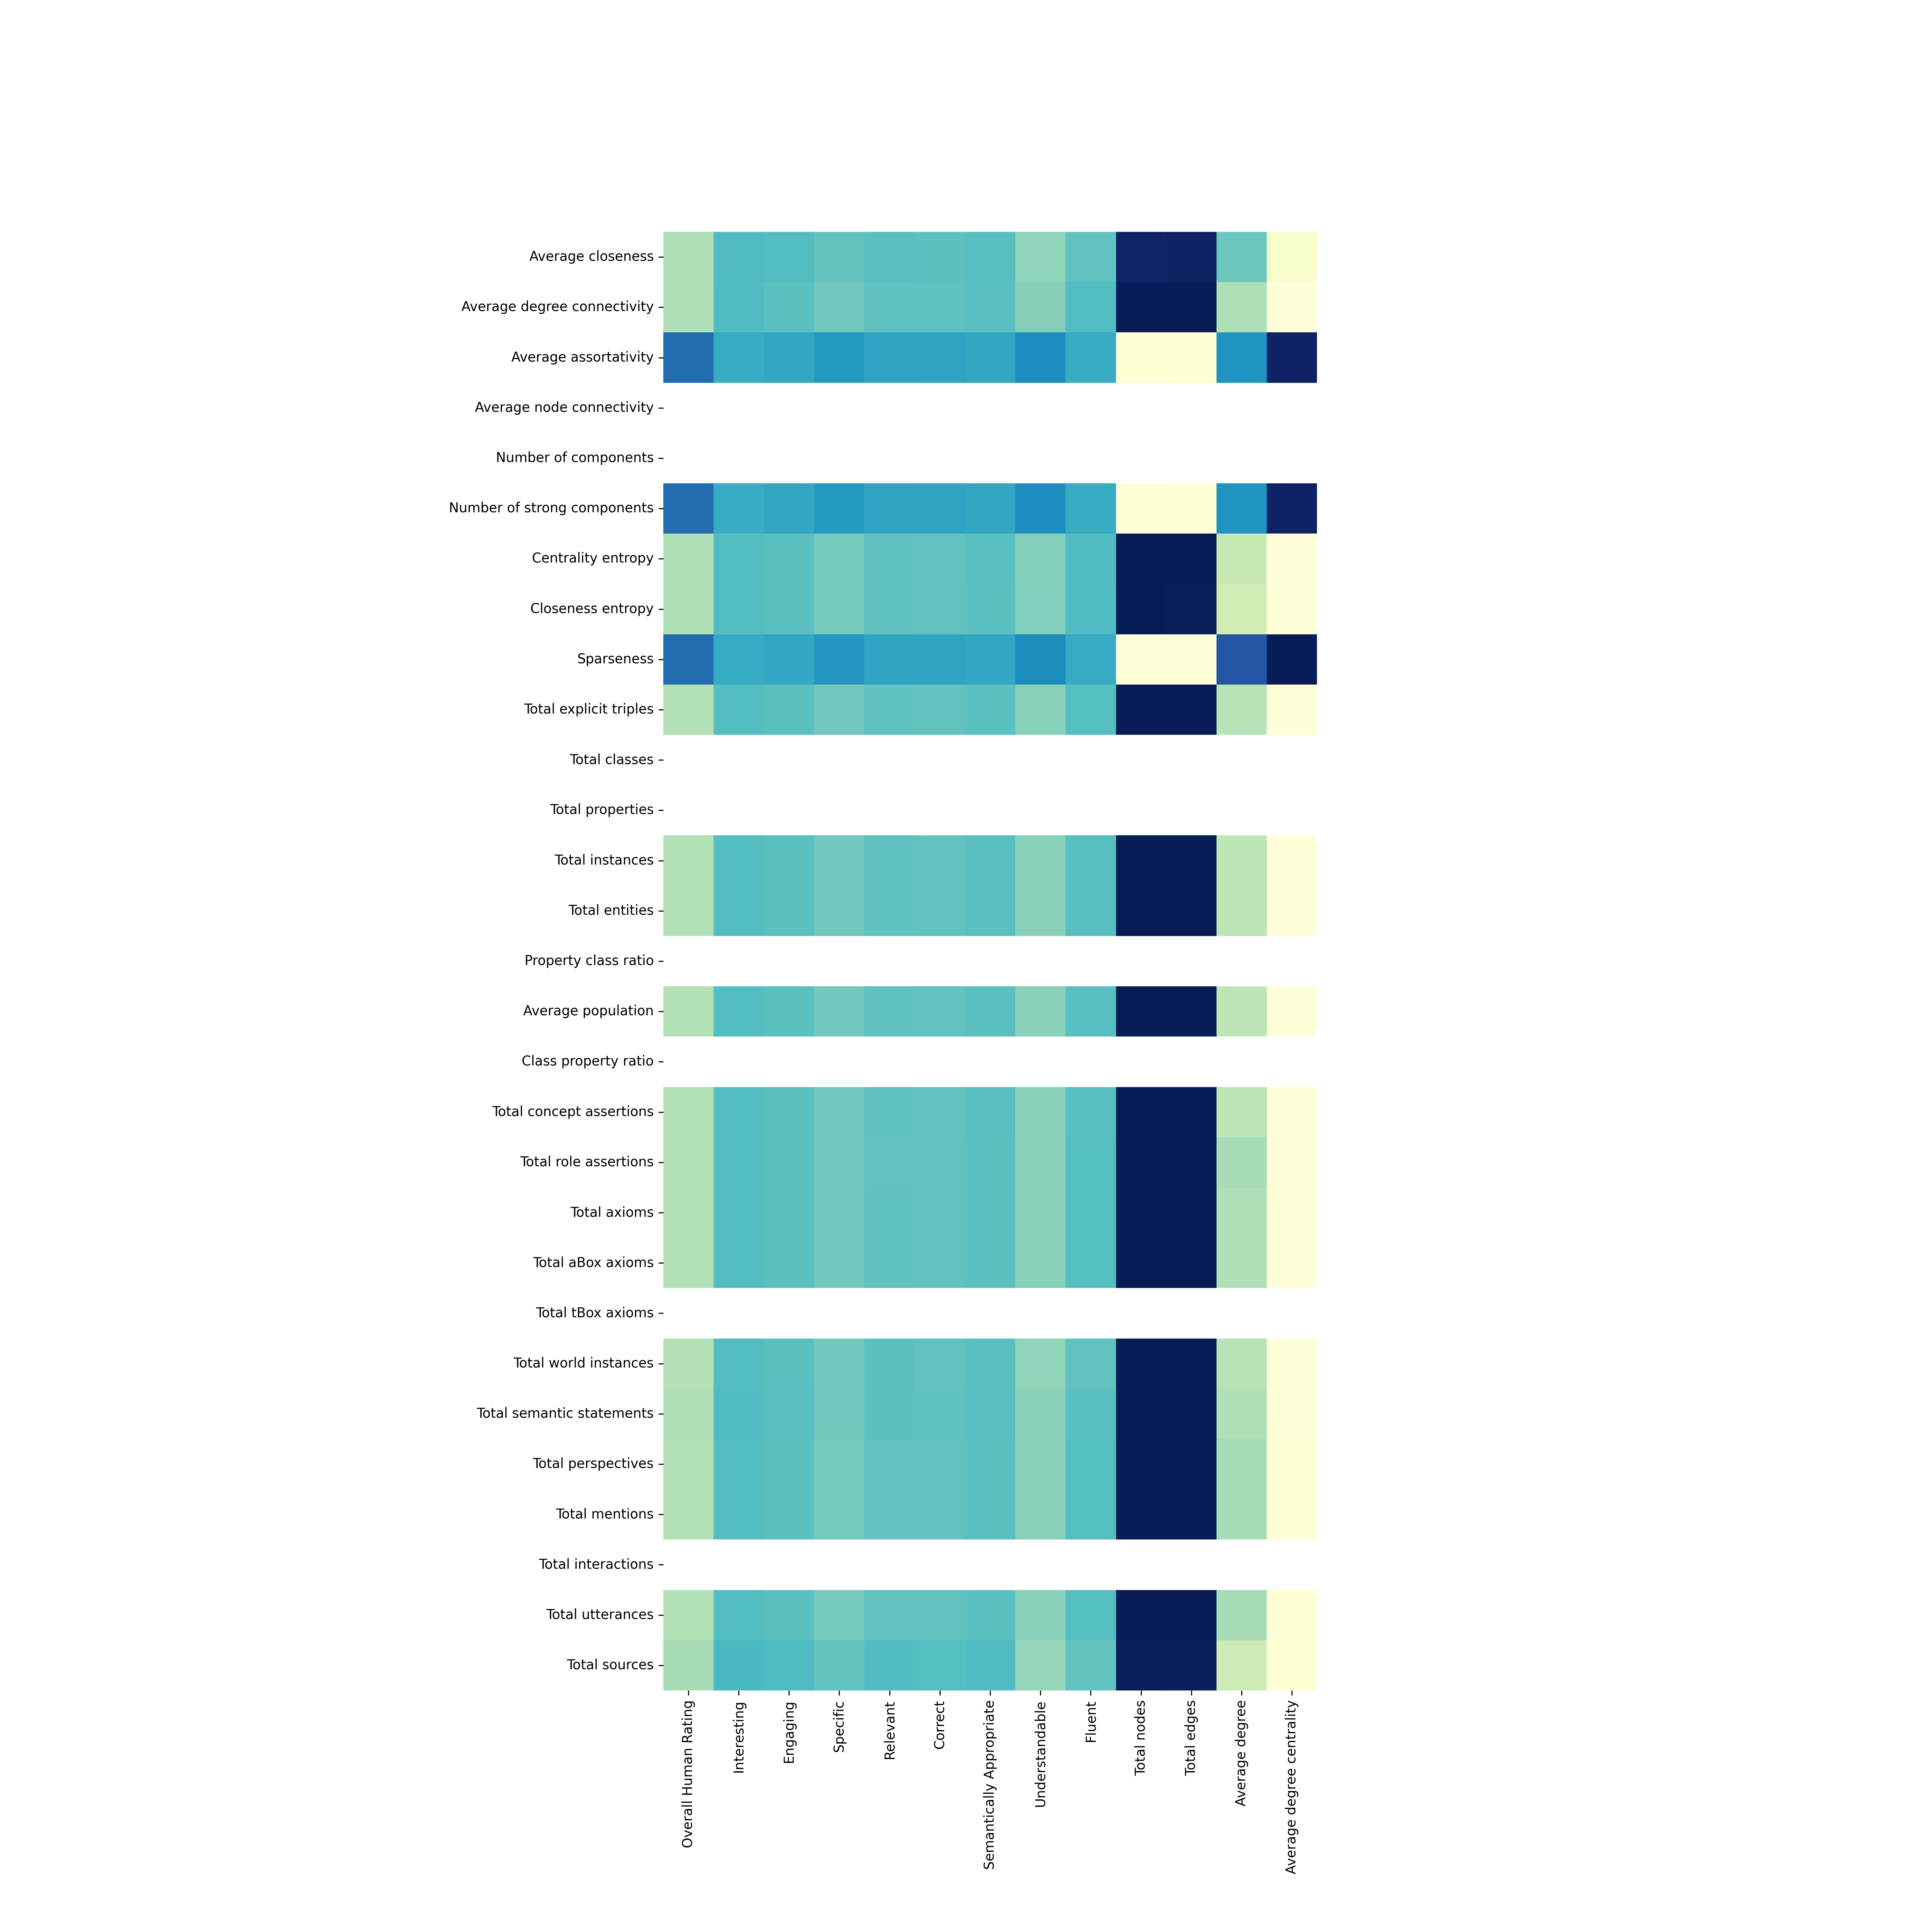 Average closeness
Average degree connectivity
Average assortativity
Average node connectivity
Number of components
Number of strong components
Centrality entropy
Closeness entropy
Sparseness
Total explicit triples
Total classes
Total properties
Total instances
Total entities
Property class ratio
Average population
Class property ratio
Total concept assertions
Total role assertions
Total axioms
Total aBox axioms
Total tBox axioms
Total world instances
Total semantic statements
Total perspectives
Total mentions
Total interactions
Total utterances
Total sources
Overall Human Rating
Interesting
Engaging
Specific
Relevant
Correct
Semantically Appropriate
Understandable
Fluent
Total nodes
Total edges
Average degree
Average degree centrality